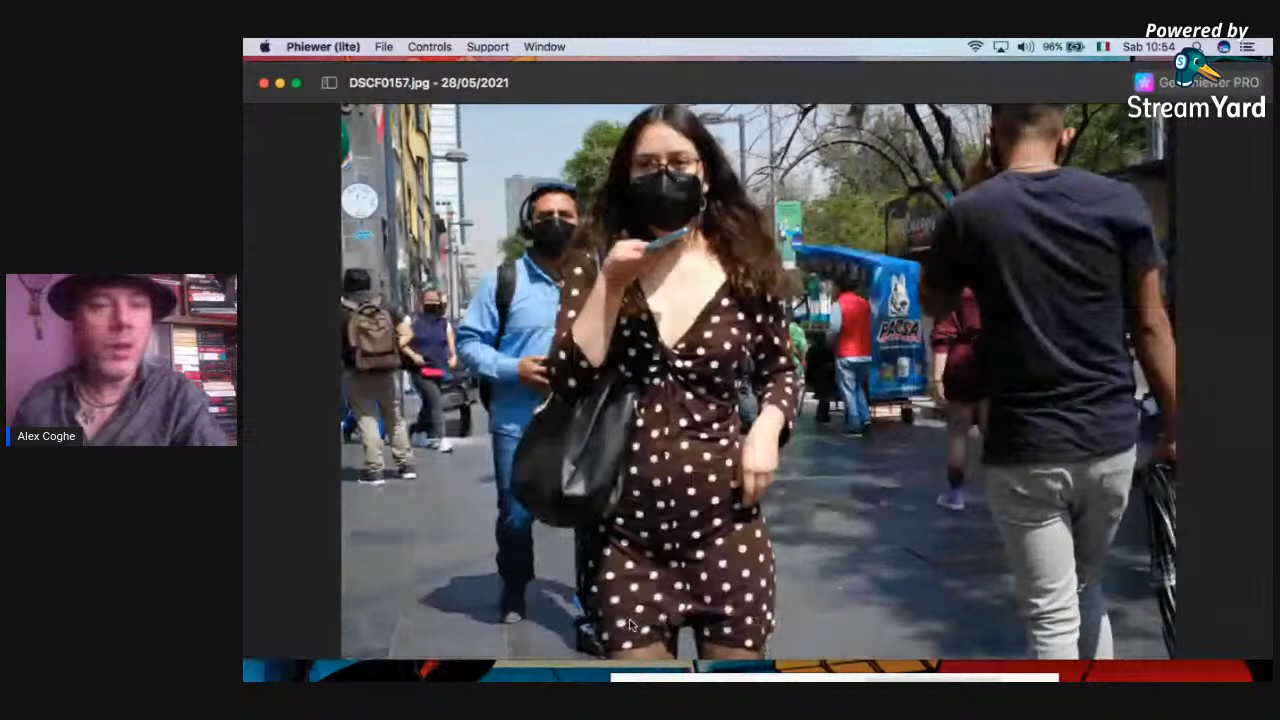 Powered by
Phiewer (lite) File Controls Support Window
96%
Sab 10:54
DSCF0157.jpg - 28/05/2021
StreamYard
PACSA
Alex Coghe